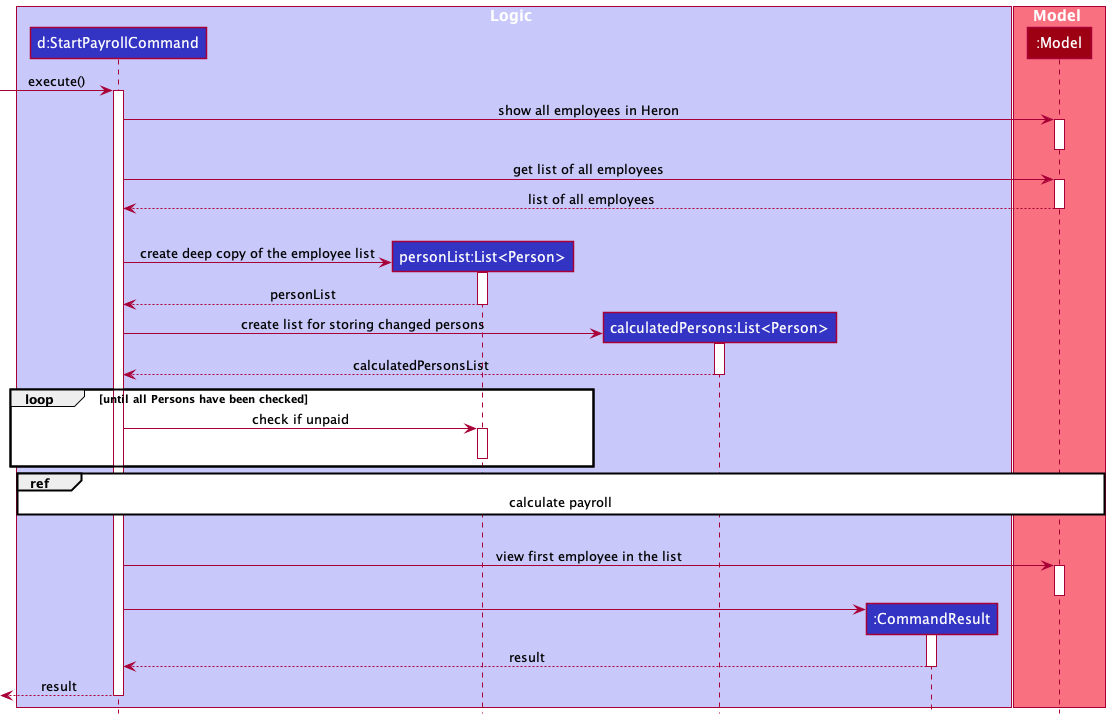 Logic
Model
d:StartPayrollCommand
:Model
execute()
show all employees in Heron
get list of all employees
list of all employees
create deep copy of the employee list
personList:List<Person>
personList
create list for storing changed persons
calculatedPersons:List<Person>
calculatedPersonsList
loop
[until all Persons have been checked]
check if unpaid
ref
calculate payroll
view first employee in the list
:CommandResult
result
result